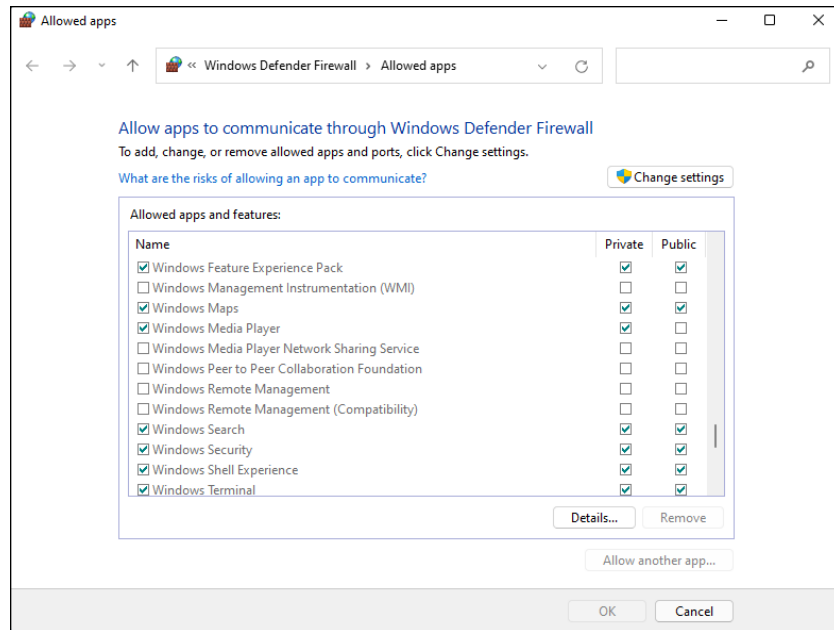 Allowed apps
« Windows Defender Firewall › Allowed apps
Allow apps to communicate through Windows Defender Firewall
To add, change, or remove allowed apps and ports, click Change settings.
What are the risks of allowing an app to communicate?
Change settings
Allowed apps and features:
Name Private Public
Windows Feature Experience Pack
Windows Management Instrumentation (WMI)
Windows Maps
Windows Media Player
Windows Media Player Network Sharing Service
Windows Peer to Peer Collaboration Foundation
Windows Remote Management
Windows Remote Management (Compatibility)
Windows Search
Windows Security
Windows Shell Experience
Windows Terminal
Details... Remove
Allow another app...
OK Cancel